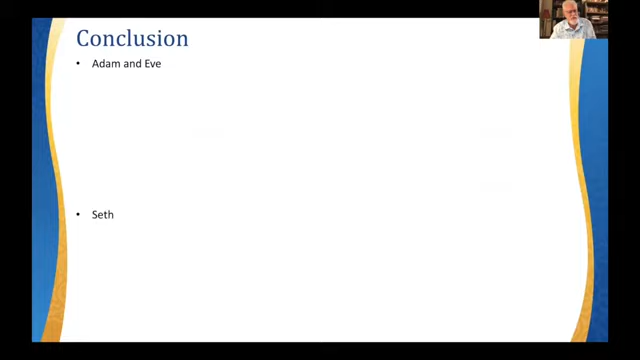 Conclusion
• Adam and Eve
• Seth